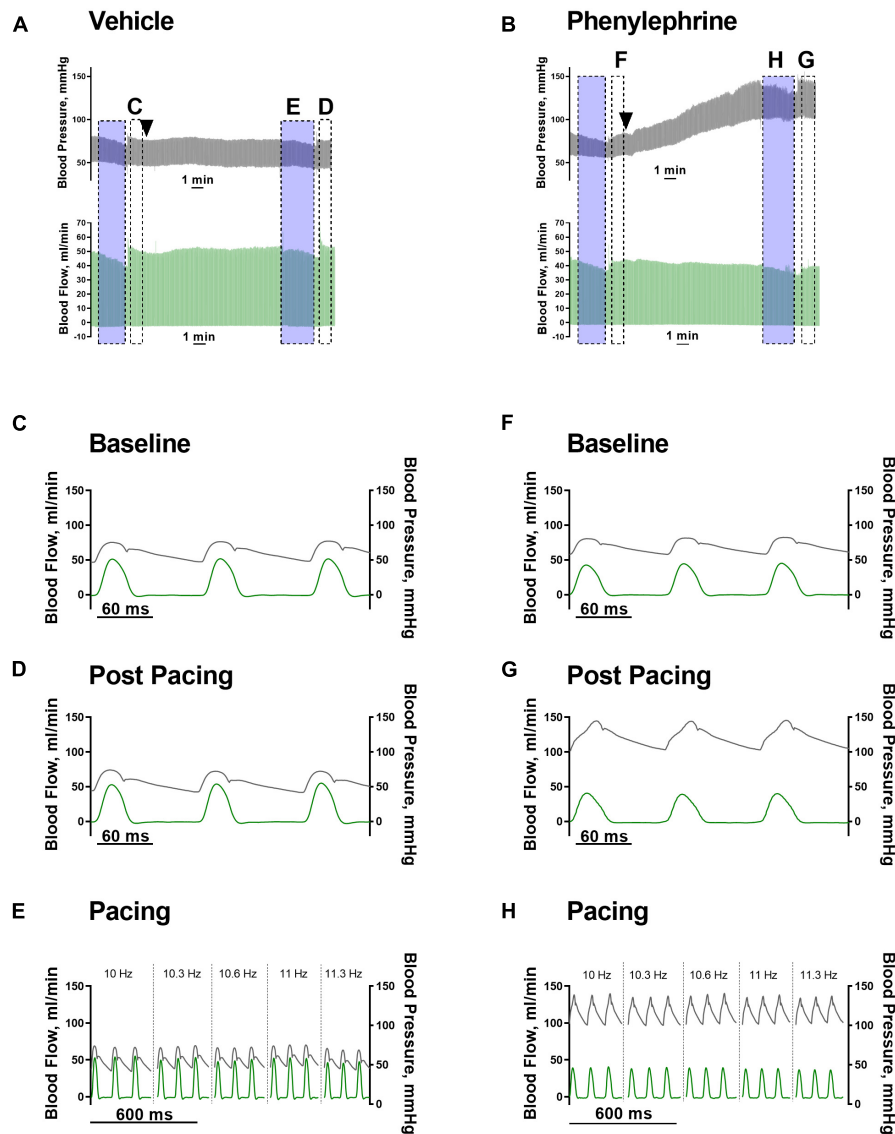 A Vehicle
Blood Pressure, mmHg
150
100
50
C
E
D
1 min
Blood Flow, ml/min
70
60
50
40
30
20
10
0
-10
1 min
B Phenylephrine
Blood Pressure, mmHg
150
100
50
F
H
G
1 min
Blood Flow, ml/min
70
60
50
40
30
20
10
0
-10
1 min
C
Baseline
Blood Flow, ml/min
150
100
50
0
60 ms
150
100
50
0
Blood Pressure, mmHg
F
Baseline
Blood Flow, ml/min
150
100
50
0
60 ms
150
100
50
0
Blood Pressure, mmHg
D
Post Pacing
Blood Flow, ml/min
150
100
50
0
60 ms
150
100
50
0
Blood Pressure, mmHg
G
Post Pacing
Blood Flow, ml/min
150
100
50
0
60 ms
150
100
50
0
Blood Pressure, mmHg
E
Pacing
10 Hz 10.3 Hz 10.6 Hz 11 Hz 11.3 Hz
Blood Flow, ml/min
150
100
50
0
600 ms
150
100
50
0
Blood Pressure, mmHg
H
Pacing
10 Hz 10.3 Hz 10.6 Hz 11 Hz 11.3 Hz
Blood Flow, ml/min
150
100
50
0
600 ms
150
100
50
0
Blood Pressure, mmHg